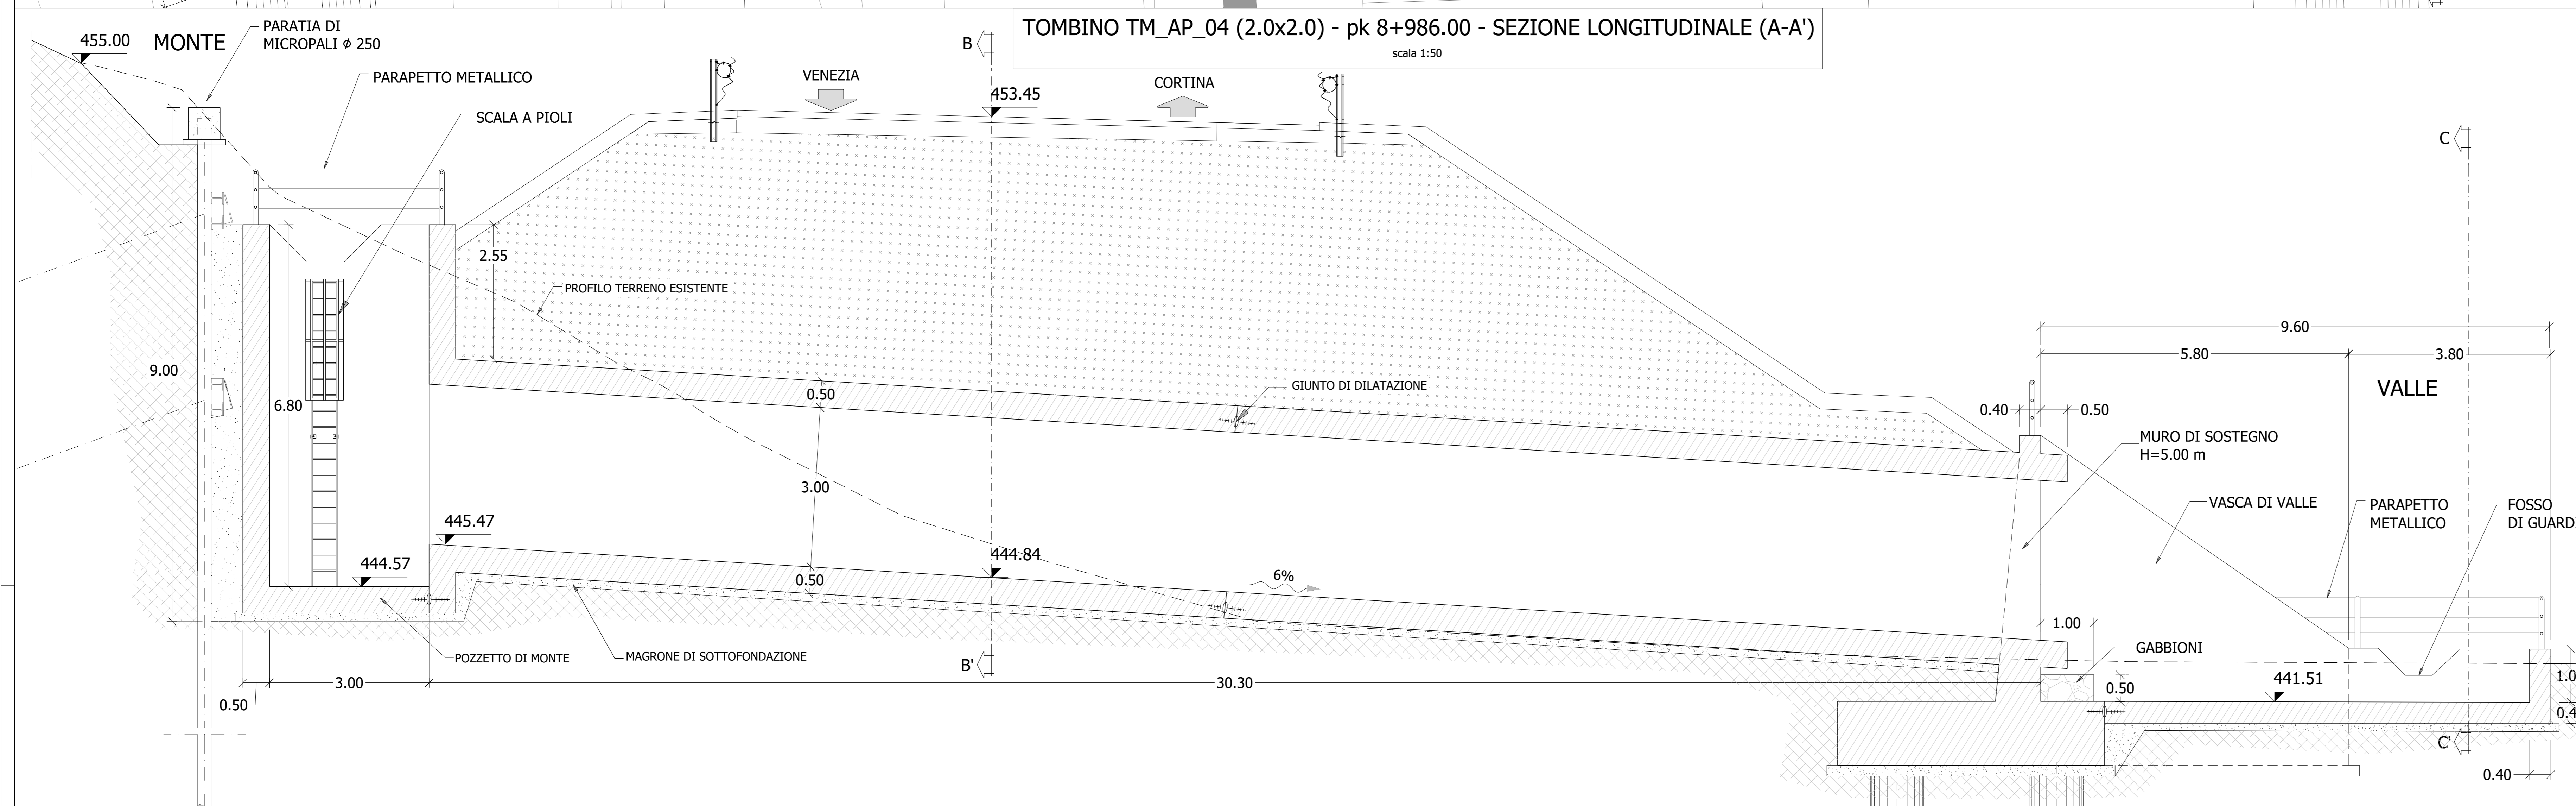 TOMBINO TM_AP_04 (2.0x2.0) - pk 8+986.00 - SEZIONE LONGITUDINALE (A-A')
scala 1:50
455.00
MONTE
PARATIA DI
MICROPALI ϕ 250
PARAPETTO METALLICO
SCALA A PIOLI
VENEZIA
B
453.45
CORTINA
C
2.55
PROFILO TERRENO ESISTENTE
9.00
6.80
0.50
GIUNTO DI DILATAZIONE
3.00
9.60
5.80
3.80
VALLE
0.40
0.50
MURO DI SOSTEGNO
H=5.00 m
VASCA DI VALLE
PARAPETTO
METALLICO
FOSSO
DI GUARD
445.47
444.57
444.84
0.50
6%
1.00
GABBIONI
POZZETTO DI MONTE
MAGRONE DI SOTTOFONDAZIONE
B'
0.50
3.00
30.30
0.50
441.51
1.0
0.4
C'
0.40